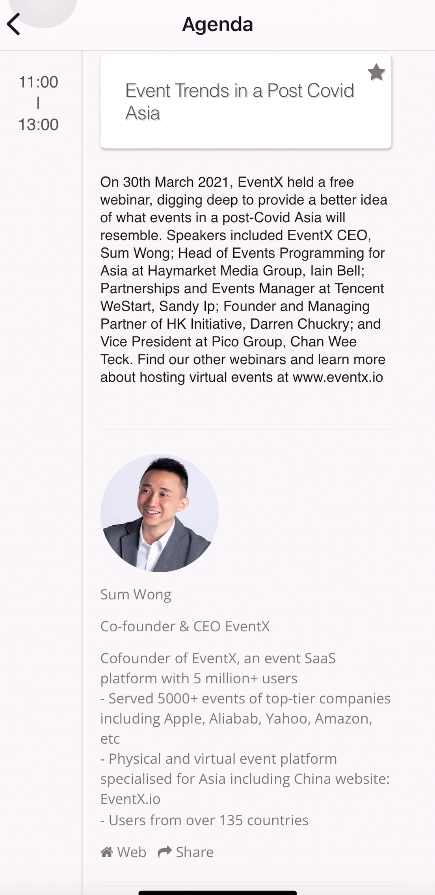 Agenda
11:00
|
13:00
Event Trends in a Post Covid
Asia
On 30th March 2021, EventX held a free
webinar, digging deep to provide a better idea
of what events in a post-Covid Asia will
resemble. Speakers included EventX CEO,
Sum Wong; Head of Events Programming for
Asia at Haymarket Media Group, Iain Bell;
Partnerships and Events Manager at Tencent
WeStart, Sandy Ip; Founder and Managing
Partner of HK Initiative, Darren Chuckry; and
Vice President at Pico Group, Chan Wee
Teck. Find our other webinars and learn more
about hosting virtual events at www.eventx.io
Sum Wong
Co-founder & CEO EventX
Cofounder of EventX, an event SaaS
platform with 5 million+ users
- Served 5000+ events of top-tier companies
including Apple, Aliabab, Yahoo, Amazon,
etc
- Physical and virtual event platform
specialised for Asia including China website:
EventX.io
- Users from over 135 countries
Web Share